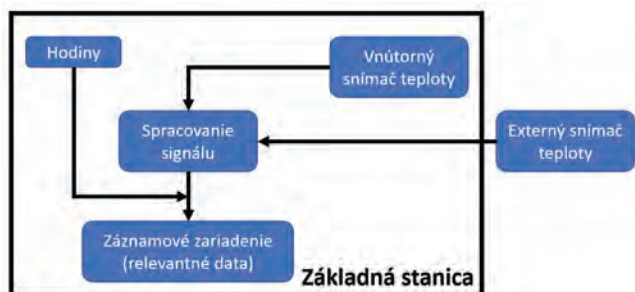 Hodiny
Vnútorný
snímač teploty
Spracovanie
signálu
Externý snímač
teploty
Záznamové zariadenie
(relevantné data)
Základná stanica